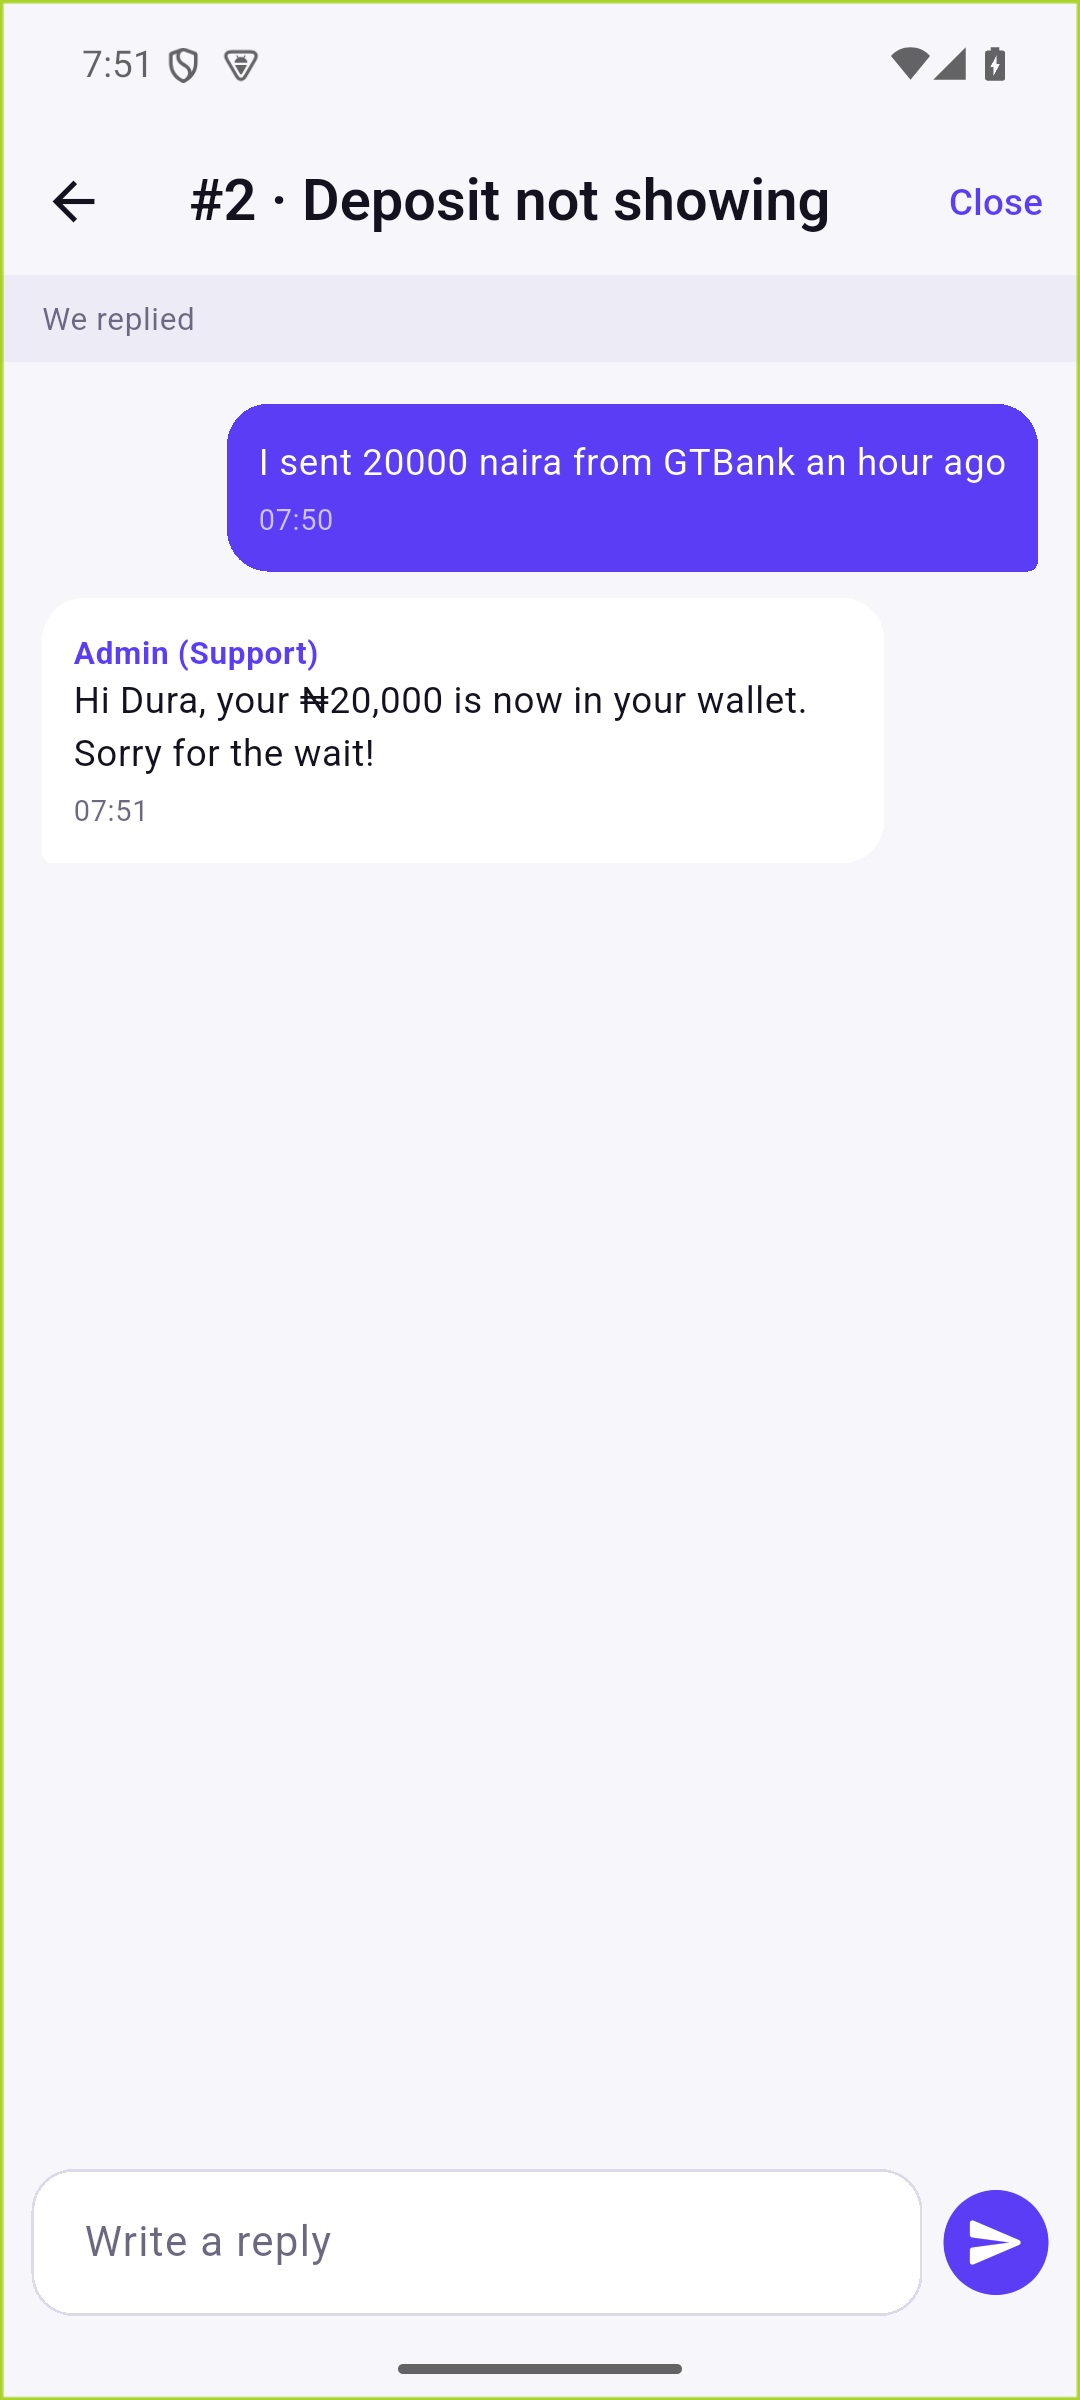 7:51
#2 · Deposit not showing
Close
We replied
I sent 20000 naira from GTBank an hour ago
07:50
Admin (Support)
Hi Dura, your ₦20,000 is now in your wallet.
Sorry for the wait!
07:51
Write a reply